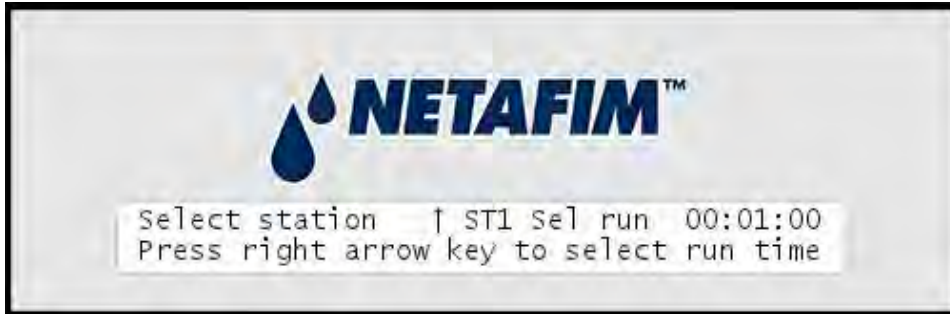 NETAFIM™
Select station ↑ ST1 Sel run 00:01:00
Press right arrow key to select run time